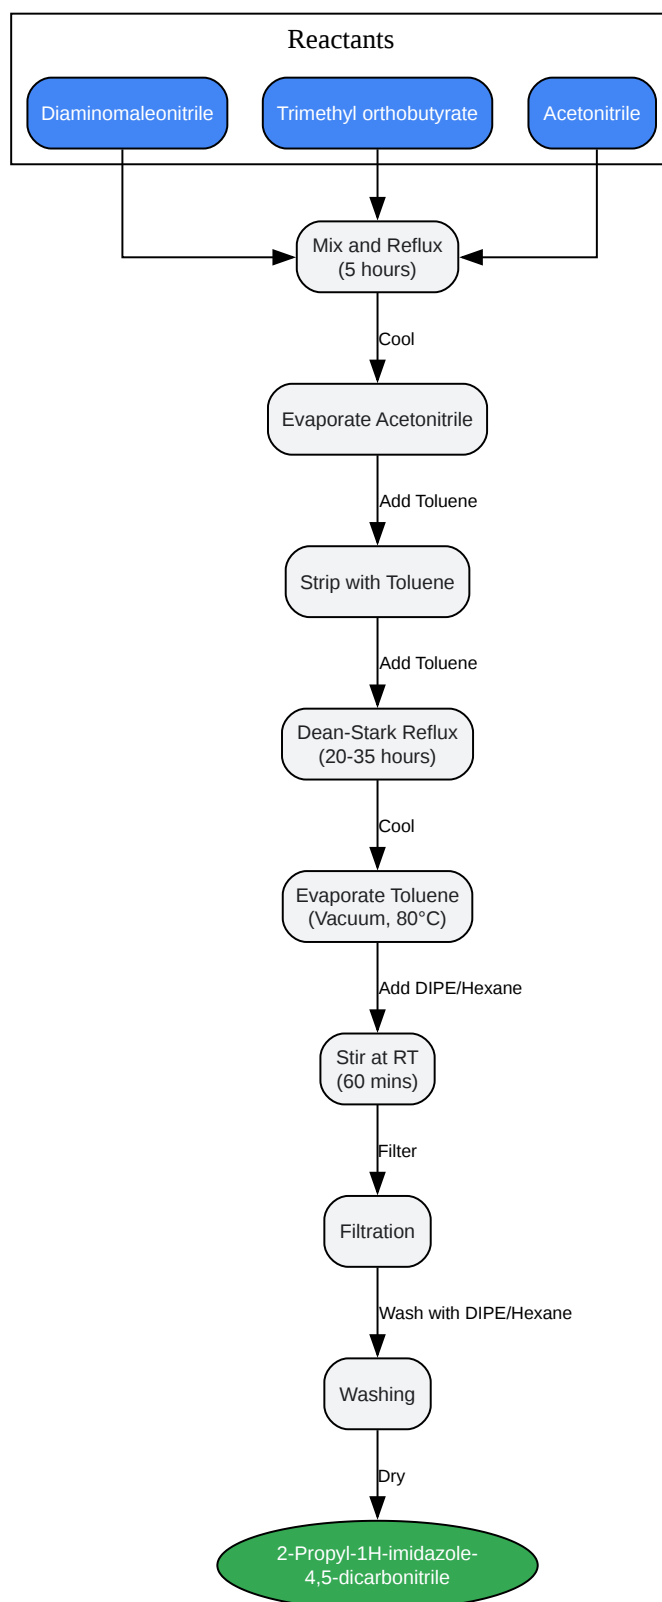 Reactants
Diaminomaleonitrile
Trimethyl orthobutyrate
Acetonitrile
Mix and Reflux
(5 hours)
Cool
Evaporate Acetonitrile
Add Toluene
Strip with Toluene
Add Toluene
Dean-Stark Reflux
(20-35 hours)
Cool
Evaporate Toluene
(Vacuum, 80°C)
Add DIPE/Hexane
Stir at RT
(60 mins)
Filter
Filtration
Wash with DIPE/Hexane
Washing
Dry
2-Propyl-1H-imidazole-
4,5-dicarbonitrile